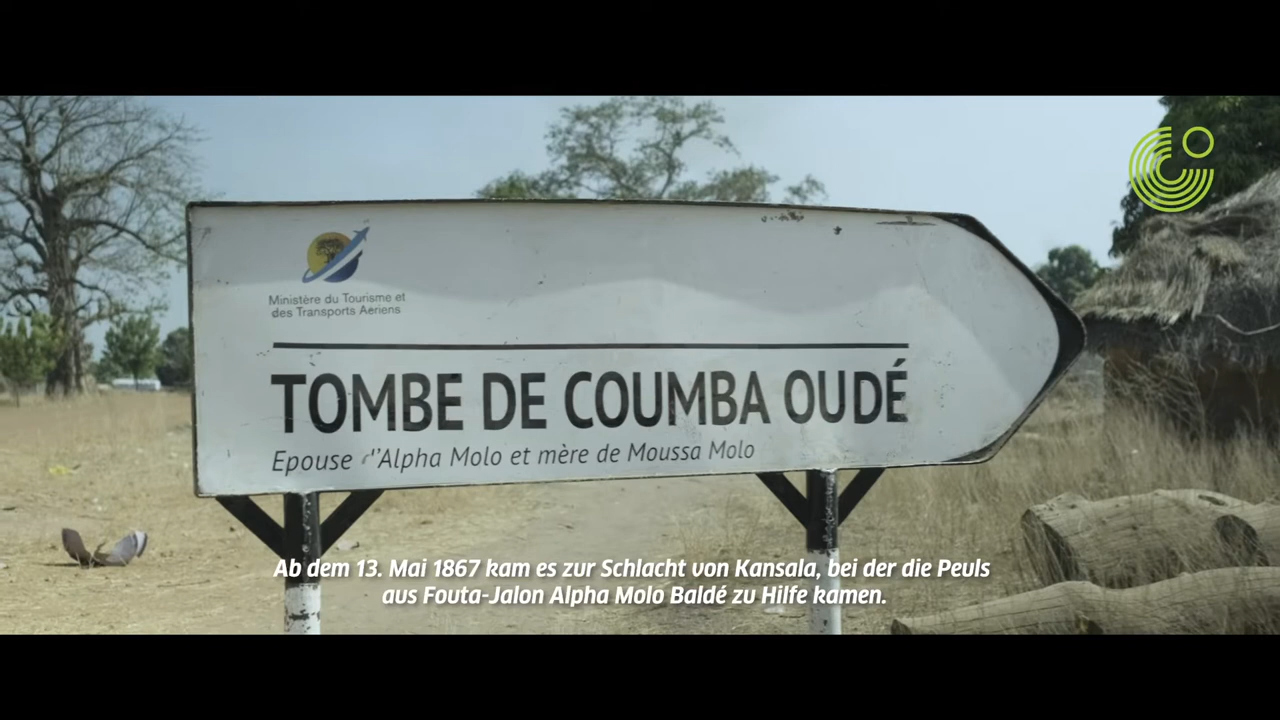 Ministère du Tourisme et
des Transports Aeriens
TOMBE DE COUMBA OUDÉ
Epouse d'Alpha Molo et mère de Moussa Molo
Ab dem 13. Mai 1867 kam es zur Schlacht von Kansala, bei der die Peuls
aus Fouta-Jalon Alpha Molo Baldé zu Hilfe kamen.